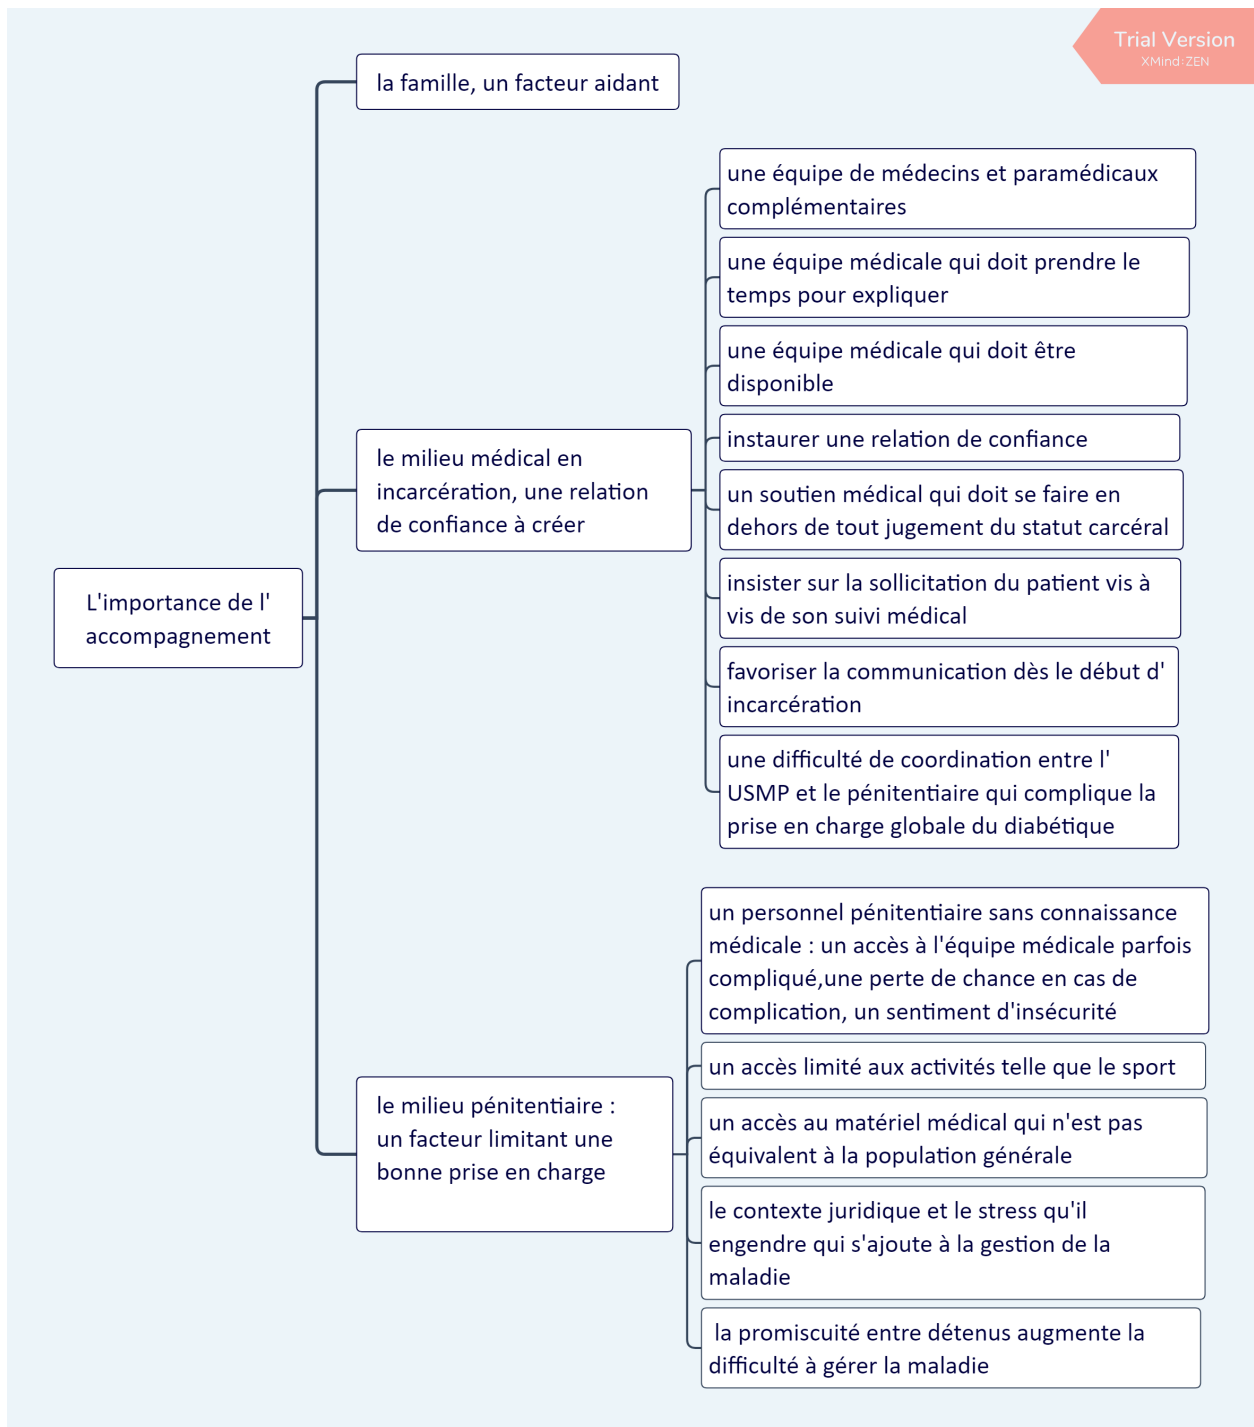 Trial Version
XMind:ZEN
la famille, un facteur aidant
une équipe de médecins et paramédicaux
complémentaires
une équipe médicale qui doit prendre le
temps pour expliquer
une équipe médicale qui doit être
disponible
instaurer une relation de confiance
le milieu médical en
incarcération, une relation
de confiance à créer
un soutien médical qui doit se faire en
dehors de tout jugement du statut carcéral
insister sur la sollicitation du patient vis à
vis de son suivi médical
favoriser la communication dès le début d'
incarcération
une difficulté de coordination entre l'
USMP et le pénitentiaire qui complique la
prise en charge globale du diabétique
L'importance de l'
accompagnement
un personnel pénitentiaire sans connaissance
médicale : un accès à l'équipe médicale parfois
compliqué,une perte de chance en cas de
complication, un sentiment d'insécurité
un accès limité aux activités telle que le sport
le milieu pénitentiaire :
un facteur limitant une
bonne prise en charge
un accès au matériel médical qui n'est pas
équivalent à la population générale
le contexte juridique et le stress qu'il
engendre qui s'ajoute à la gestion de la
maladie
la promiscuité entre détenus augmente la
difficulté à gérer la maladie